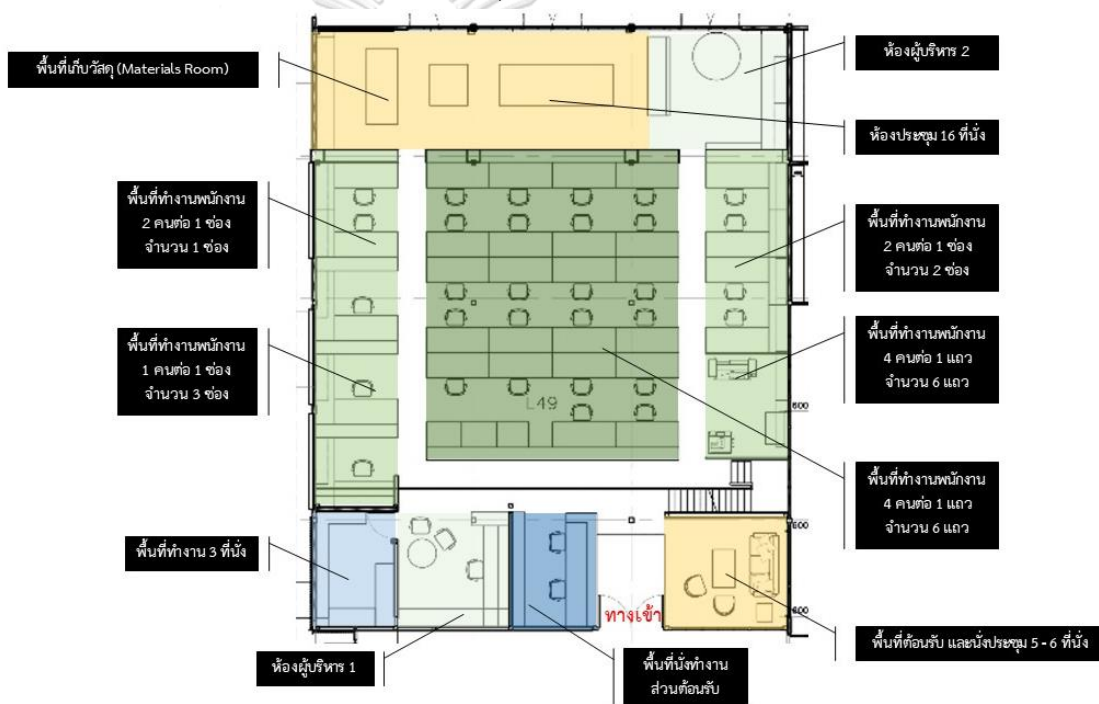 พื้นที่เก็บวัสดุ (Materials Room)
ห้องผู้บริหาร 2
ห้องประชุม 16 ที่นั่ง
พื้นที่ทำงานพนักงาน
2 คนต่อ 1 ช่อง
จำนวน 1 ช่อง
พื้นที่ทำงานพนักงาน
2 คนต่อ 1 ช่อง
จำนวน 2 ช่อง
พื้นที่ทำงานพนักงาน
1 คนต่อ 1 ช่อง
จำนวน 3 ช่อง
พื้นที่ทำงานพนักงาน
4 คนต่อ 1 แถว
จำนวน 6 แถว
L49
600
พื้นที่ทำงานพนักงาน
4 คนต่อ 1 แถว
จำนวน 6 แถว
600
พื้นที่ทำงาน 3 ที่นั่ง
ทางเข้า
600
พื้นที่ต้อนรับ และนั่งประชุม 5 - 6 ที่นั่ง
ห้องผู้บริหาร 1
พื้นที่นั่งทำงาน
ส่วนต้อนรับ